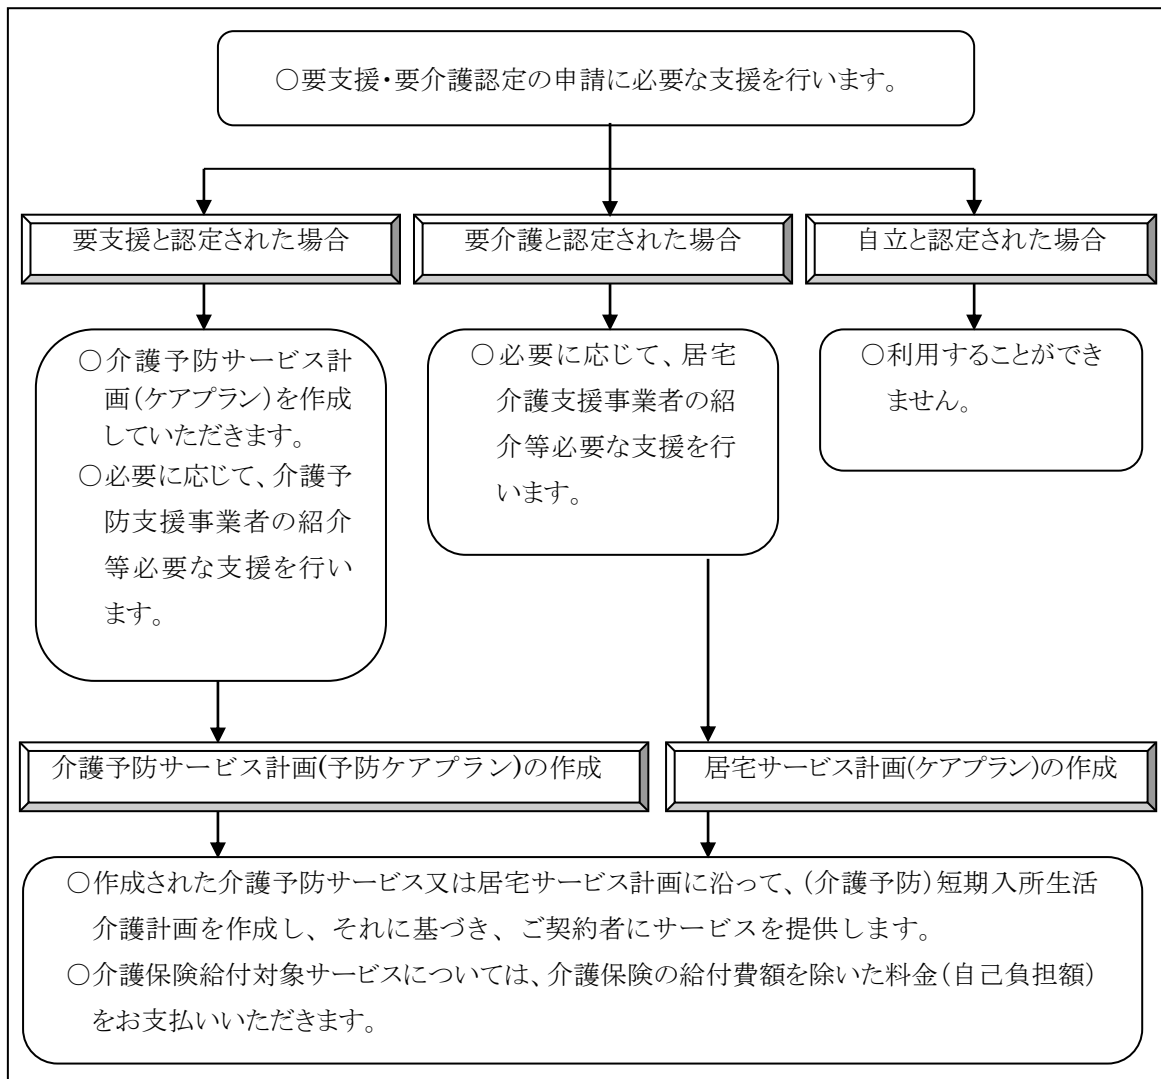 ○要支援・要介護認定の申請に必要な支援を行います。
要支援と認定された場合
要介護と認定された場合
自立と認定された場合
○介護予防サービス計
画(ケアプラン)を作成
していただきます。
○必要に応じて、介護予
防支援事業者の紹介
等必要な支援を行い
ます。
○必要に応じて、居宅
介護支援事業者の紹
介等必要な支援を行
います。
○利用することができ
ません。
介護予防サービス計画(予防ケアプラン)の作成
居宅サービス計画(ケアプラン)の作成
○作成された介護予防サービス又は居宅サービス計画に沿って、(介護予防)短期入所生活
介護計画を作成し、それに基づき、ご契約者にサービスを提供します。
○介護保険給付対象サービスについては、介護保険の給付費額を除いた料金(自己負担額)
をお支払いいただきます。